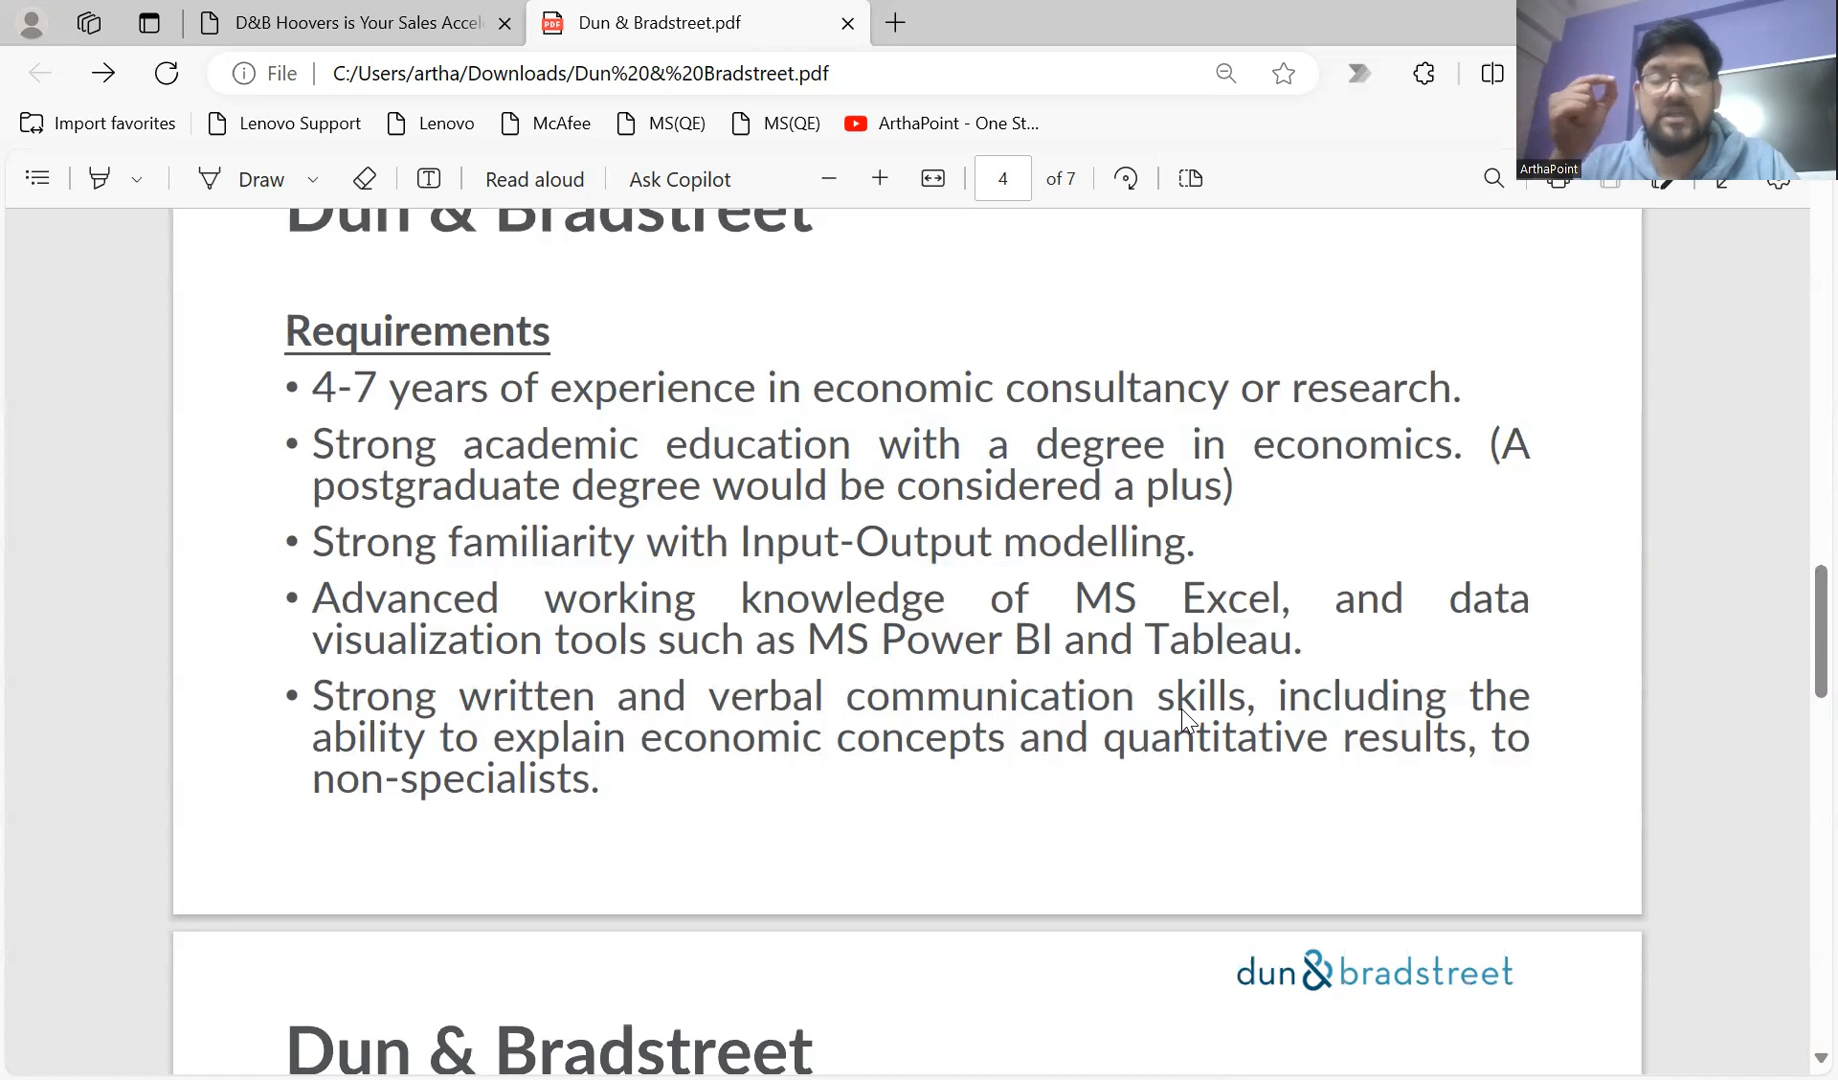 D&B Hoovers is Your Sales Accele
Dun & Bradstreet.pdf
File
C:/Users/artha/Downloads/Dun%20&%20Bradstreet.pdf
Import favorites
Lenovo Support
Lenovo
McAfee
MS(QE)
MS(QE)
ArthaPoint - One St...
ArthaPoint
Draw
Read aloud
Ask Copilot
4
of 7
Dun & Bradstreet
Requirements
• 4-7 years of experience in economic consultancy or research.
• Strong academic education with a degree in economics. (A
postgraduate degree would be considered a plus)
• Strong familiarity with Input-Output modelling.
• Advanced working knowledge of MS Excel, and data
visualization tools such as MS Power BI and Tableau.
• Strong written and verbal communication skills, including the
ability to explain economic concepts and quantitative results, to
non-specialists.
dun & bradstreet
Dun & Bradstreet